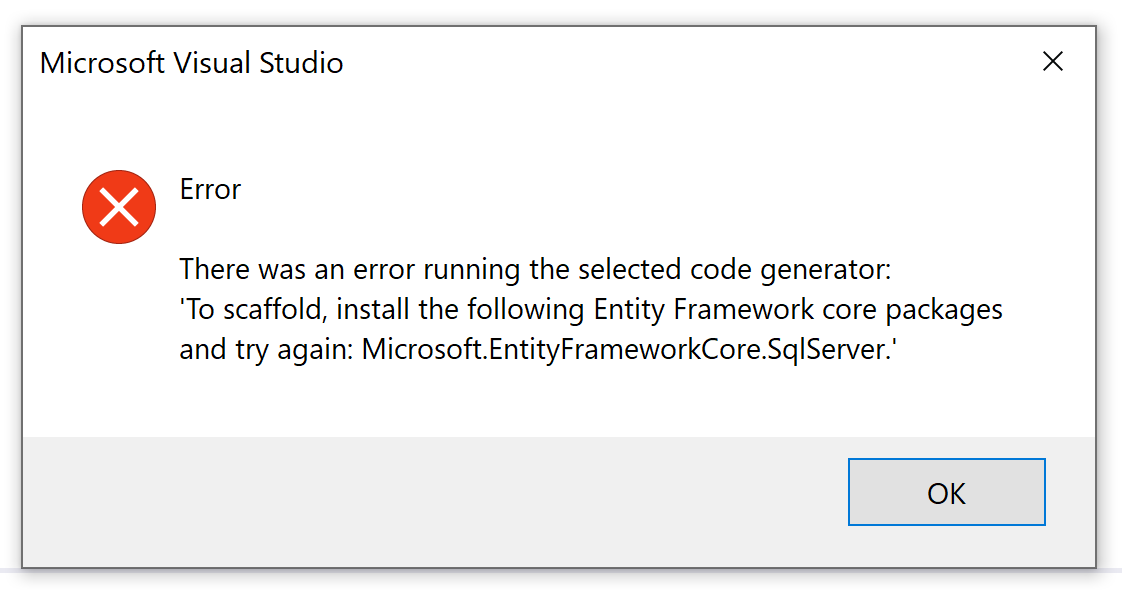 Microsoft Visual Studio
Error
There was an error running the selected code generator:
'To scaffold, install the following Entity Framework core packages
and try again: Microsoft.EntityFrameworkCore.SqlServer.'
OK